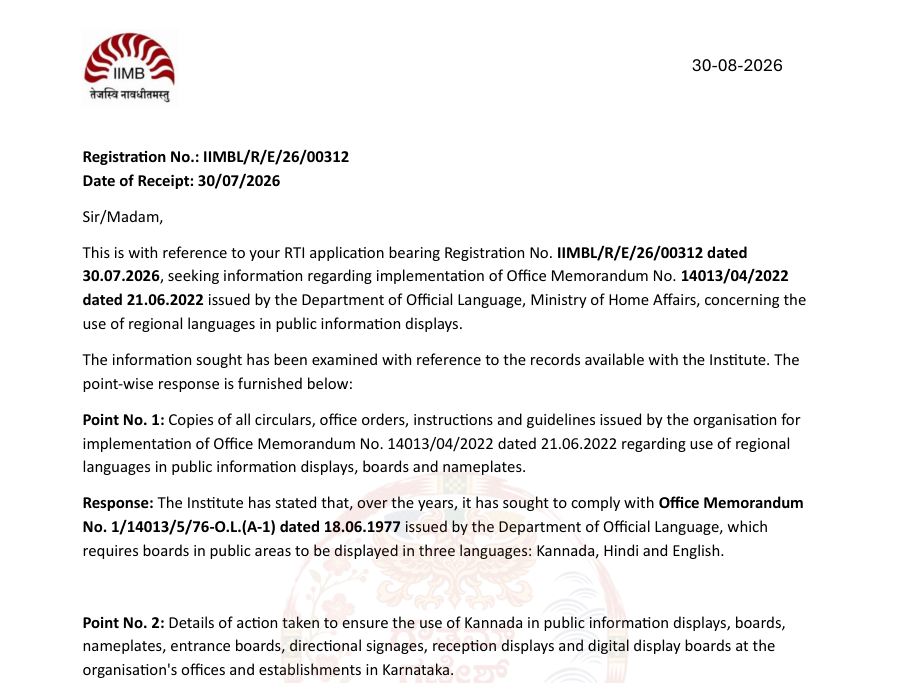 IIMB
तेजस्वि नावधीतमस्तु
30-08-2026
Registration No.: IIMBL/R/E/26/00312
Date of Receipt: 30/07/2026
Sir/Madam,
This is with reference to your RTI application bearing Registration No. IIMBL/R/E/26/00312 dated
30.07.2026, seeking information regarding implementation of Office Memorandum No. 14013/04/2022
dated 21.06.2022 issued by the Department of Official Language, Ministry of Home Affairs, concerning the
use of regional languages in public information displays.
The information sought has been examined with reference to the records available with the Institute. The
point-wise response is furnished below:
Point No. 1: Copies of all circulars, office orders, instructions and guidelines issued by the organisation for
implementation of Office Memorandum No. 14013/04/2022 dated 21.06.2022 regarding use of regional
languages in public information displays, boards and nameplates.
Response: The Institute has stated that, over the years, it has sought to comply with Office Memorandum
No. 1/14013/5/76-O.L.(A-1) dated 18.06.1977 issued by the Department of Official Language, which
requires boards in public areas to be displayed in three languages: Kannada, Hindi and English.
Point No. 2: Details of action taken to ensure the use of Kannada in public information displays, boards,
nameplates, entrance boards, directional signages, reception displays and digital display boards at the
organisation's offices and establishments in Karnataka.